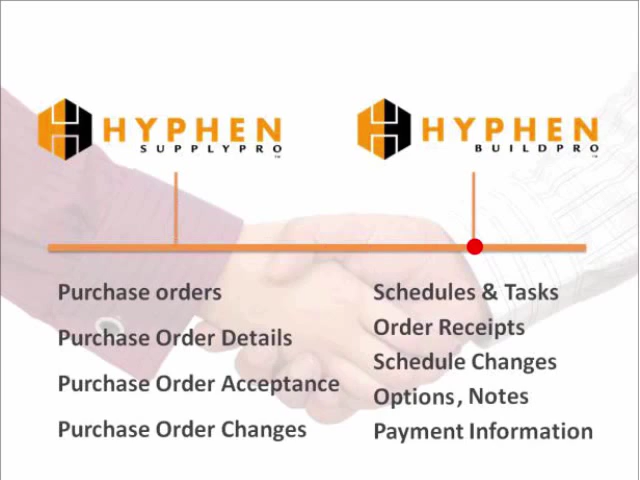 HYPHEN
SUPPLYPRO
HYPHEN
BUILDPRO
Purchase orders
Purchase Order Details
Purchase Order Acceptance
Purchase Order Changes
Schedules & Tasks
Order Receipts
Schedule Changes
Options, Notes
Payment Information